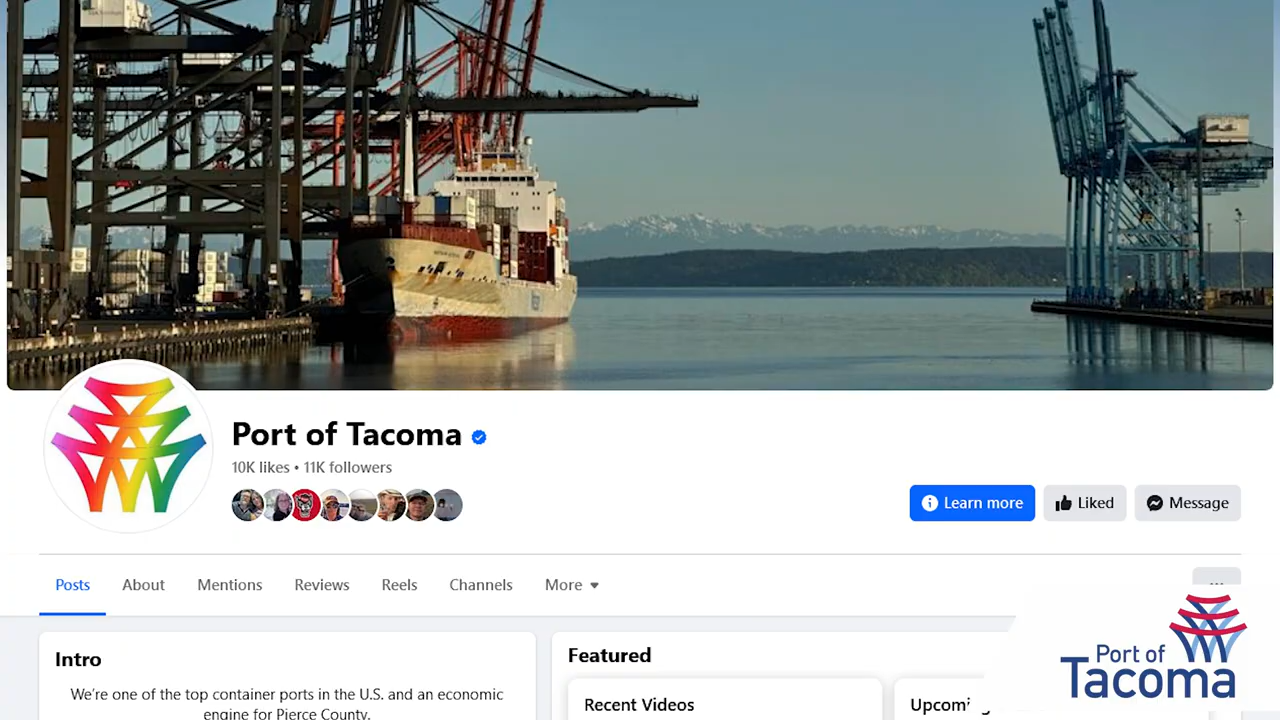 Port of Tacoma
10K likes • 11K followers
Learn more
Liked
Message
Posts
About
Mentions
Reviews
Reels
Channels
More
...
Intro
We're one of the top container ports in the U.S. and an economic
engine for Pierce County.
Featured
Recent Videos
Upcoming
Port of
Tacoma